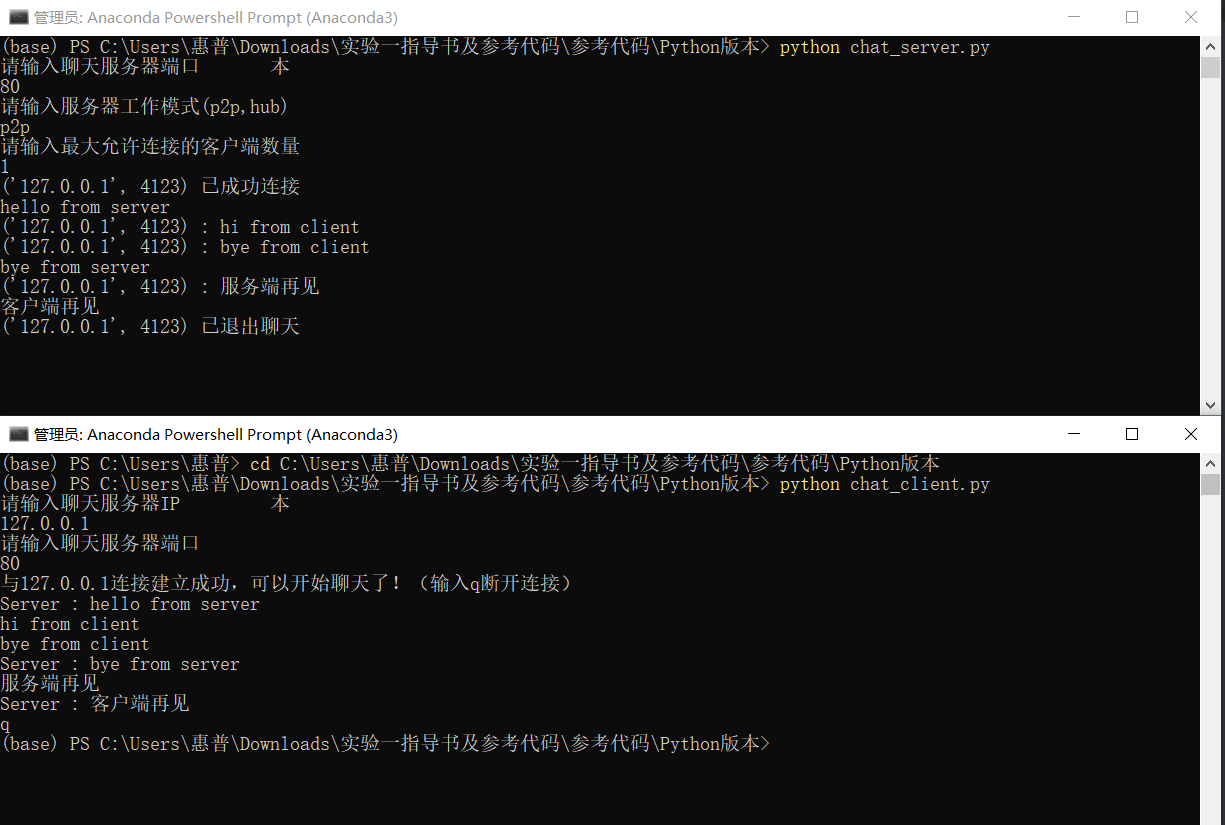 管理员: Anaconda Powershell Prompt (Anaconda3)
(base) PS C:\Users\惠普\Downloads\实验一指导书及参考代码\参考代码\Python版本> python chat_server.py
请输入聊天服务器端口 本
80
请输入服务器工作模式(p2p,hub)
p2p
请输入最大允许连接的客户端数量
1
('127.0.0.1', 4123) 已成功连接
hello from server
('127.0.0.1', 4123) : hi from client
('127.0.0.1', 4123) : bye from client
bye from server
('127.0.0.1', 4123) : 服务端再见
客户端再见
('127.0.0.1', 4123) 已退出聊天
管理员: Anaconda Powershell Prompt (Anaconda3)
(base) PS C:\Users\惠普> cd C:\Users\惠普\Downloads\实验一指导书及参考代码\参考代码\Python版本
(base) PS C:\Users\惠普\Downloads\实验一指导书及参考代码\参考代码\Python版本> python chat_client.py
请输入聊天服务器IP 本
127.0.0.1
请输入聊天服务器端口
80
与127.0.0.1连接建立成功，可以开始聊天了！（输入q断开连接）
Server : hello from server
hi from client
bye from client
Server : bye from server
服务端再见
Server : 客户端再见
q
(base) PS C:\Users\惠普\Downloads\实验一指导书及参考代码\参考代码\Python版本>